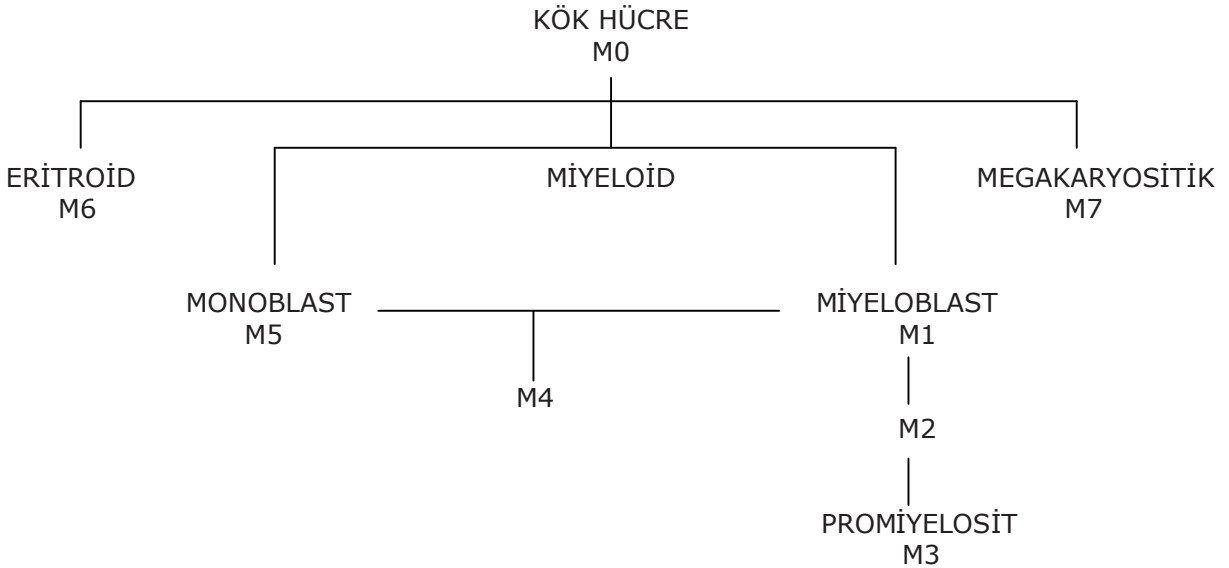 KÖK HÜCRE
M0
ERİTROİD
M6
MİYELOİD
MEGAKARYOSİTİK
M7
MONOBLAST
M5
MİYELOBLAST
M1
M4
M2
PROMİYELOSİT
M3